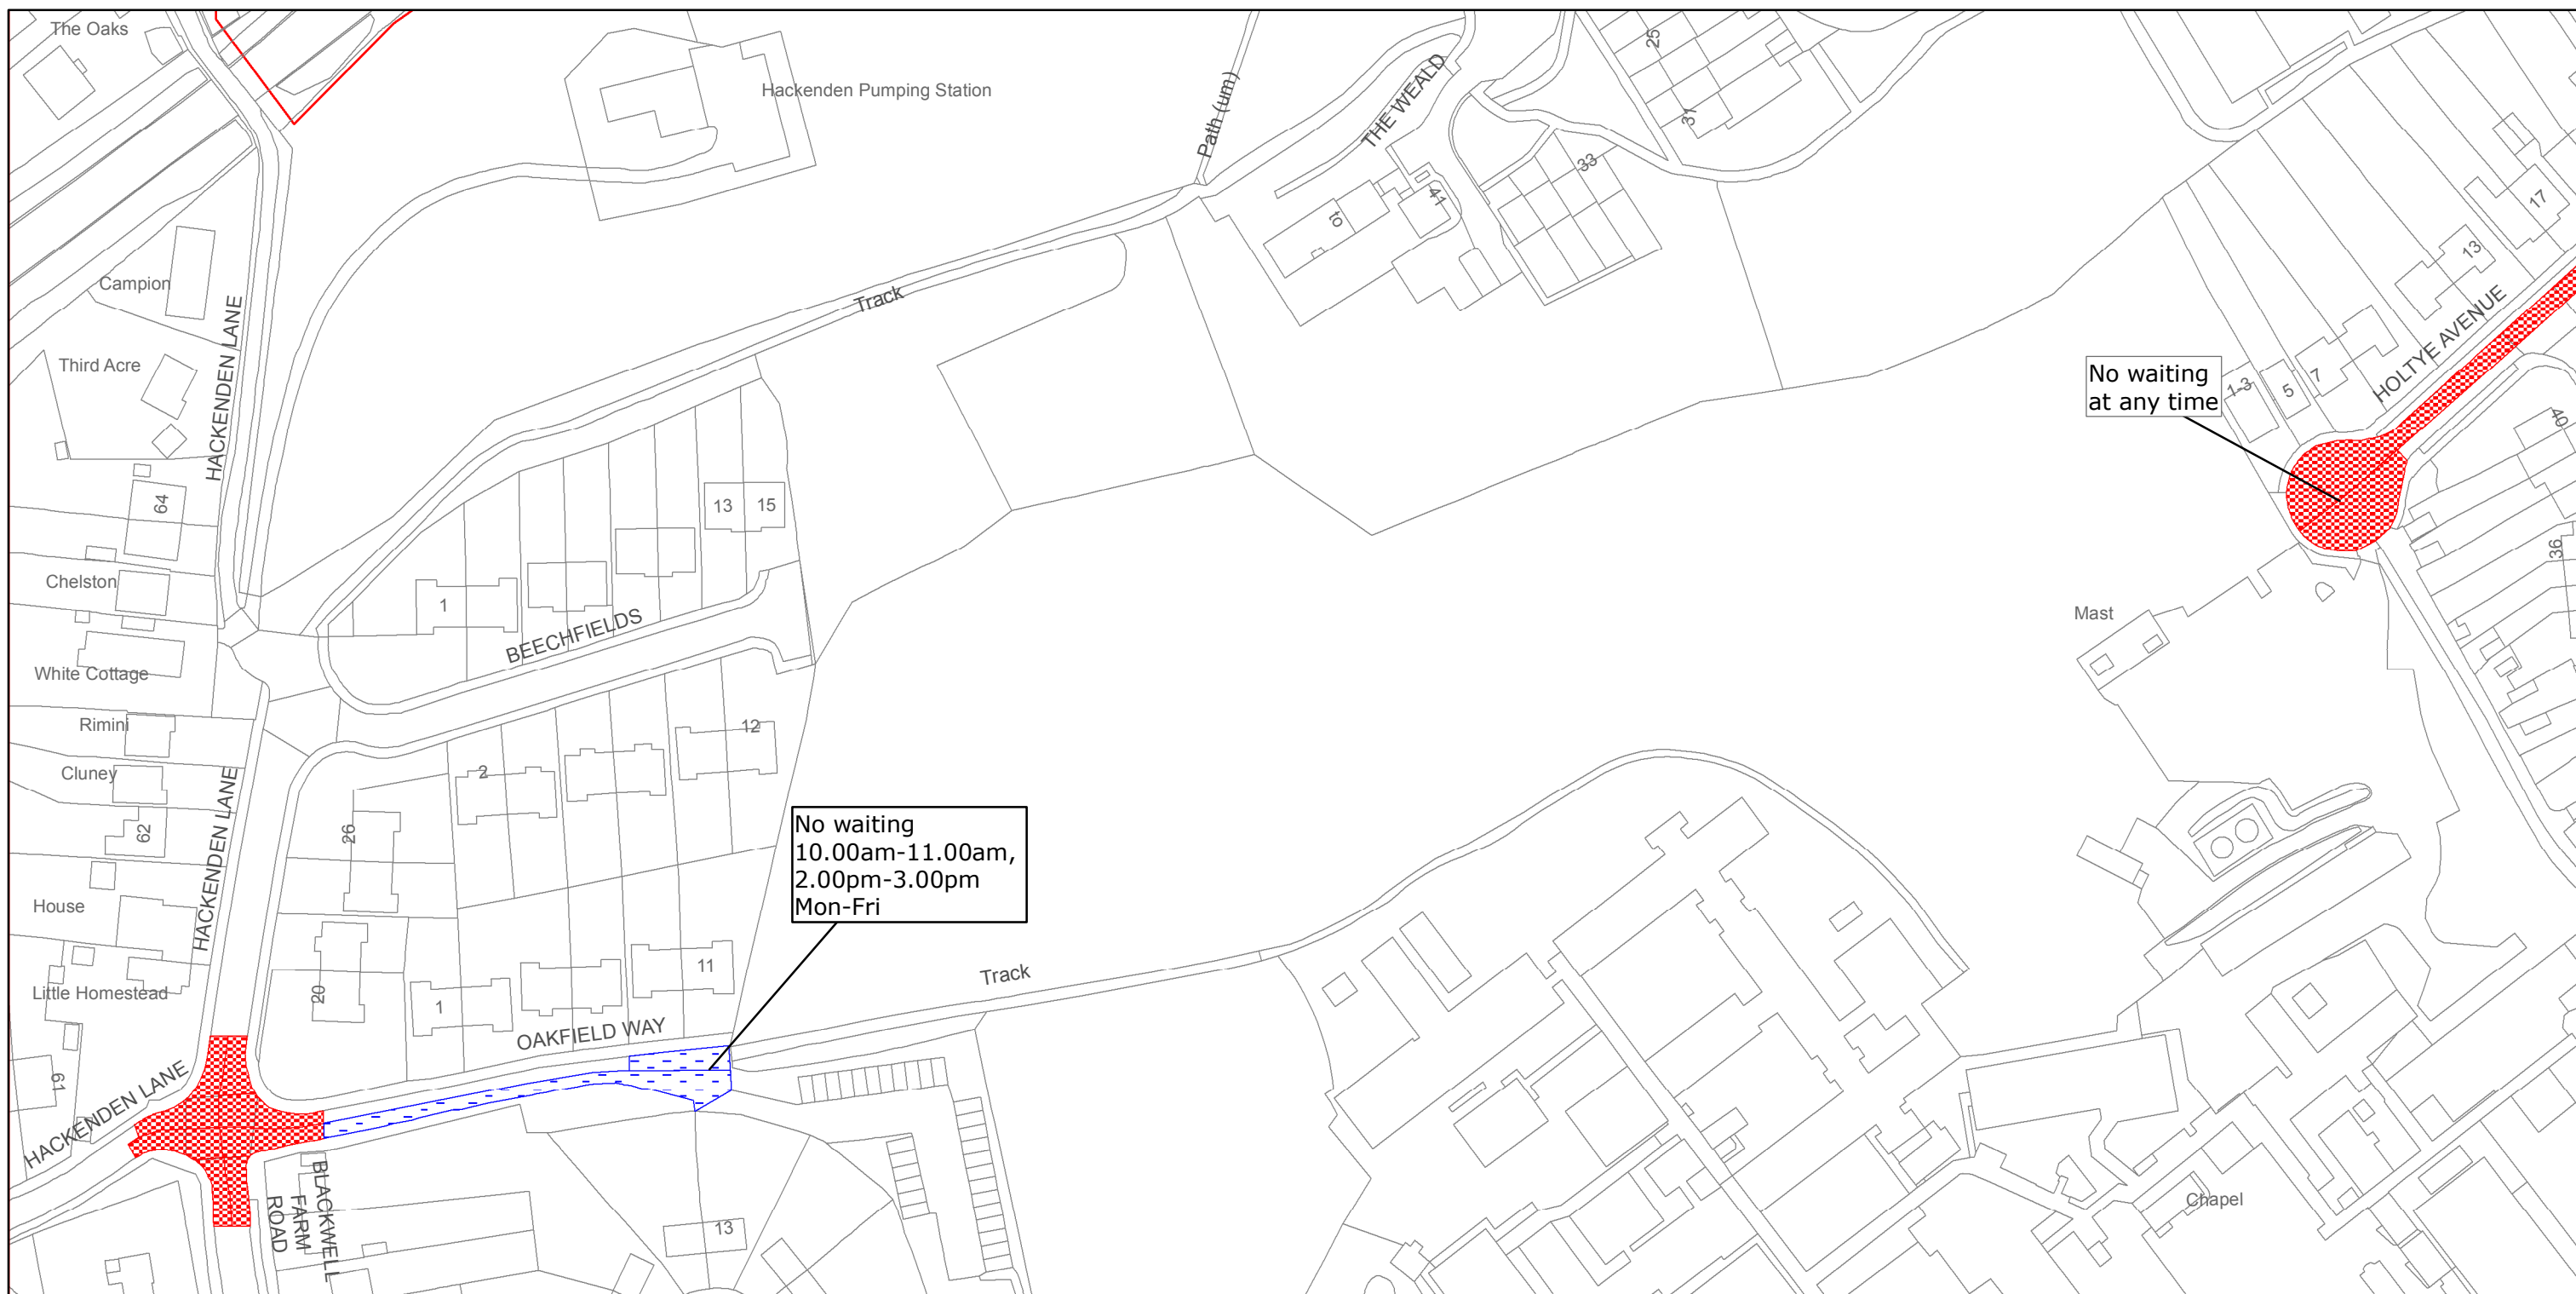 The Oaks
Hackenden Pumping Station
Path (um)
THE WEALD
25
31
33
41
10
17
13
HOLTYE AVENUE
Campion
HACKENDEN LANE
Track
Third Acre
No waiting
at any time
1-3
5
7
40
64
13
15
36
Chelston
1
BEECHFIELDS
Mast
White Cottage
Rimini
12
Cluney
2
HACKENDEN LANE
62
26
No waiting
10.00am-11.00am,
2.00pm-3.00pm
Mon-Fri
House
11
Track
Little Homestead
20
1
OAKFIELD WAY
61
HACKENDEN LANE
BLACKWELL
FARM
ROAD
13
Chapel